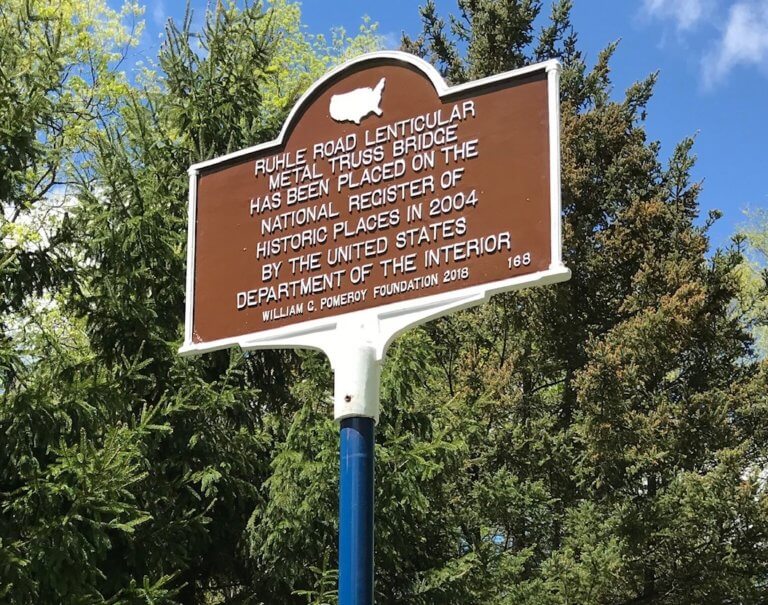 RUHLE ROAD LENTICULAR
METAL TRUSS BRIDGE
HAS BEEN PLACED ON THE
NATIONAL REGISTER OF
HISTORIC PLACES IN 2004
BY THE UNITED STATES
DEPARTMENT OF THE INTERIOR
WILLIAM G. POMEROY FOUNDATION 2018 168